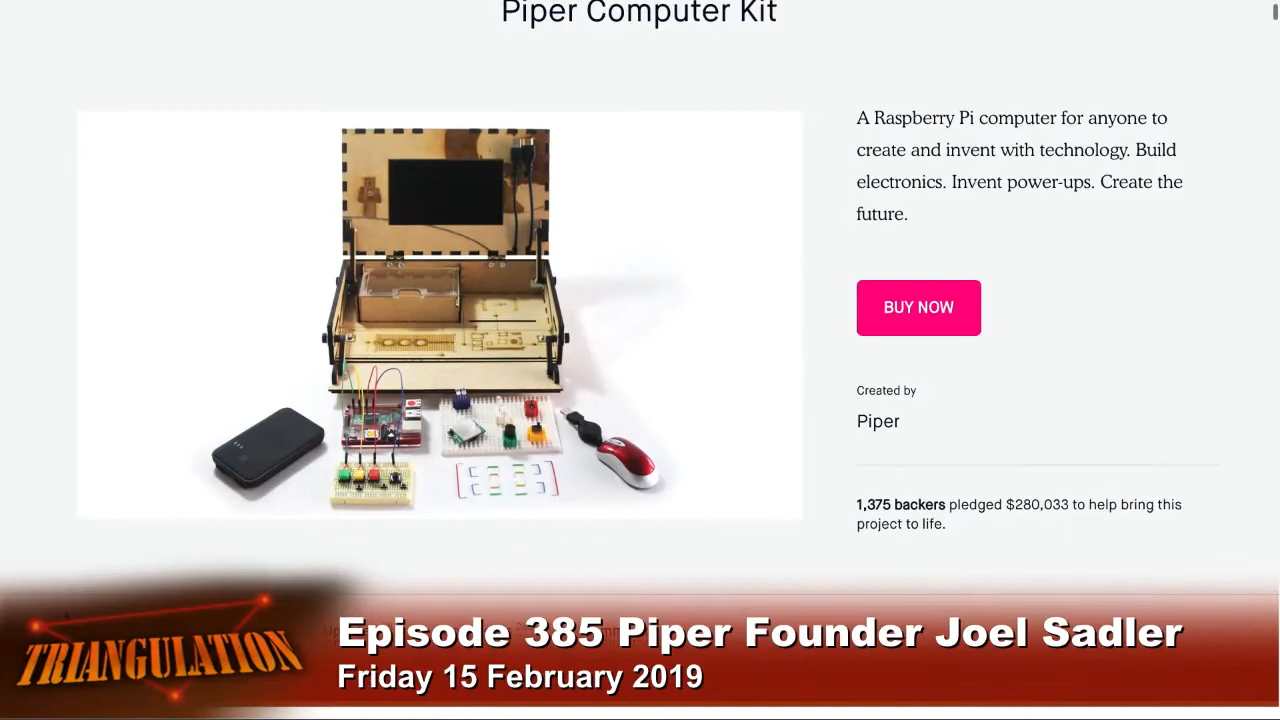 Piper Computer Kit
A Raspberry Pi computer for anyone to
create and invent with technology. Build
electronics. Invent power-ups. Create the
future.
BUY NOW
Created by
Piper
1,375 backers pledged $280,033 to help bring this
project to life.
TRIANGULATION
Episode 385 Piper Founder Joel Sadler
Friday 15 February 2019